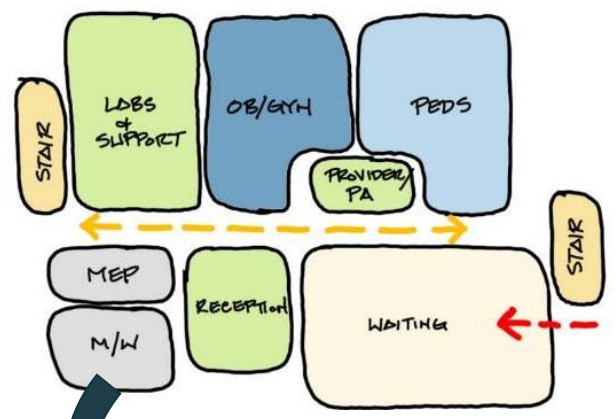 STAIR
LABS
&
SUPPORT
OB/GYN
PEDS
PROVIDER/
PA
STAIR
MEP
RECEPTION
WAITING
M/W